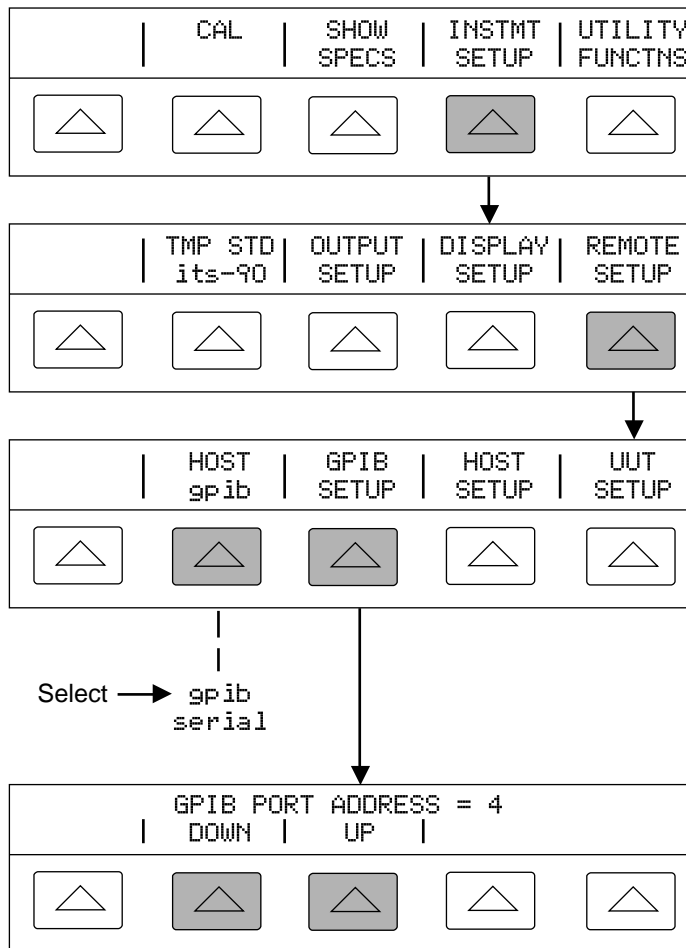 CAL | SHOW | INSTMT | UTILITY
SPECS | SETUP | FUNCTNS
TMP STD | OUTPUT | DISPLAY | REMOTE
its-90 | SETUP | SETUP | SETUP
HOST | GPIB | HOST | UUT
gpib | SETUP | SETUP | SETUP
Select gpib
serial
GPIB PORT ADDRESS = 4
DOWN | UP |